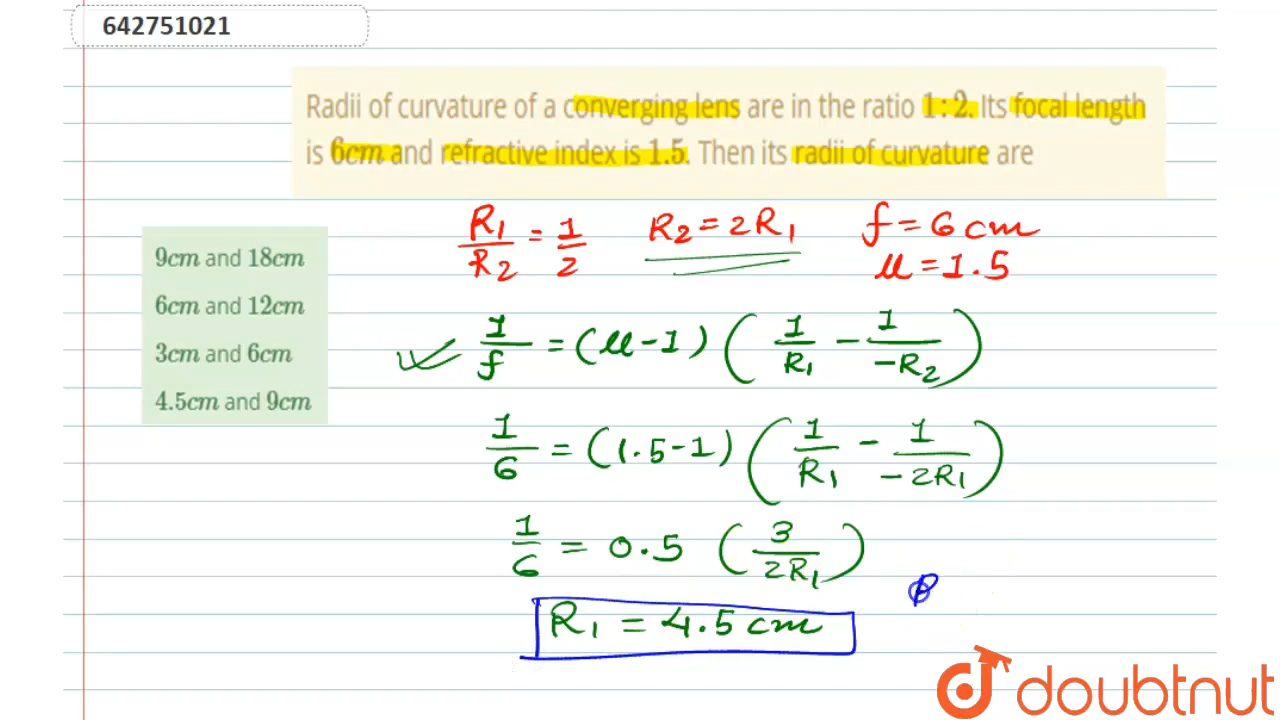 642751021
Radii of curvature of a converging lens are in the ratio 1 : 2. Its focal length
is 6cm and refractive index is 1.5. Then its radii of curvature are
9cm and 18cm
6cm and 12cm
3cm and 6cm
4.5cm and 9cm
R₁/R₂ = 1/2 R₂ = 2R₁ f = 6 cm
μ = 1.5
1/f = (μ-1) (1/R₁ - 1/-R₂)
1/6 = (1.5-1) (1/R₁ - 1/-2R₁)
1/6 = 0.5 (3/2R₁)
R₁ = 4.5 cm
doubtnut